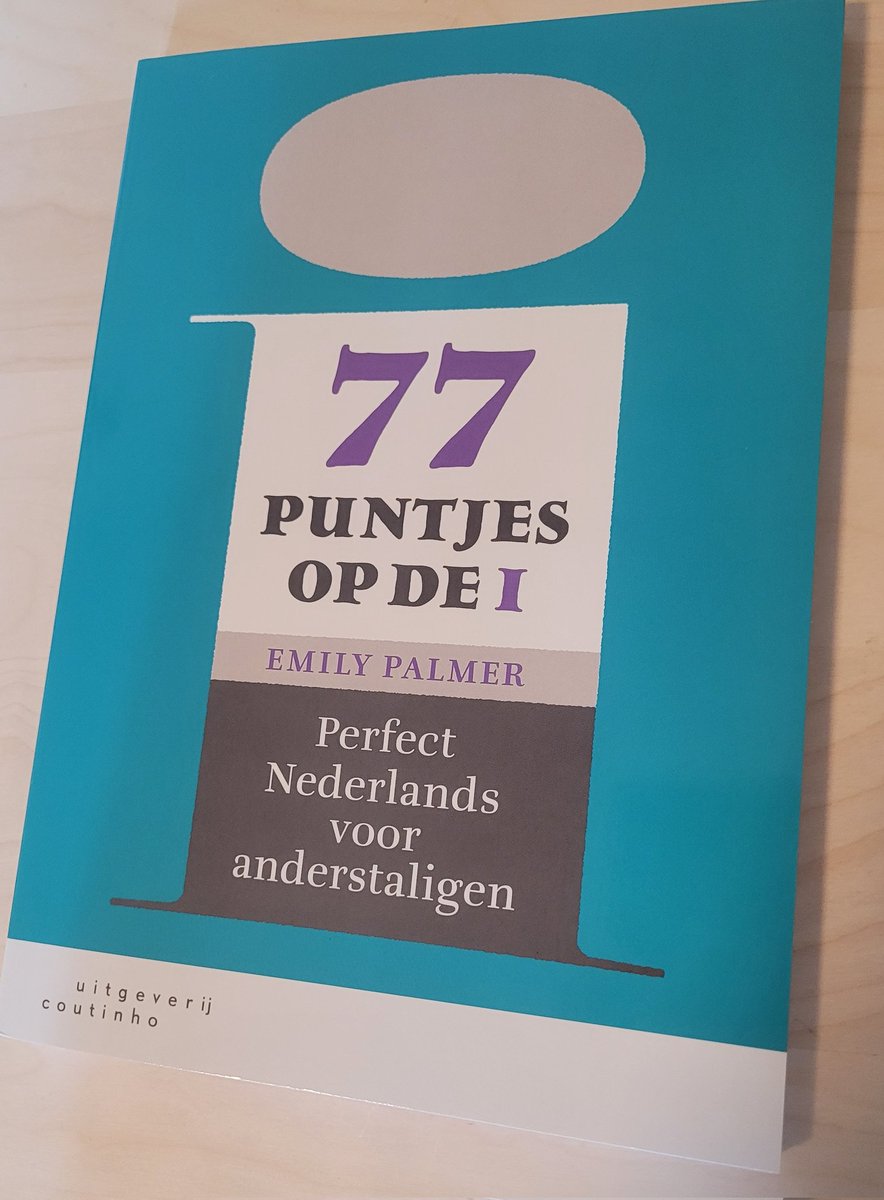 77
PUNTJES
OP DE I
EMILY PALMER
Perfect
Nederlands
voor
anderstaligen
uitgeverij
coutinho